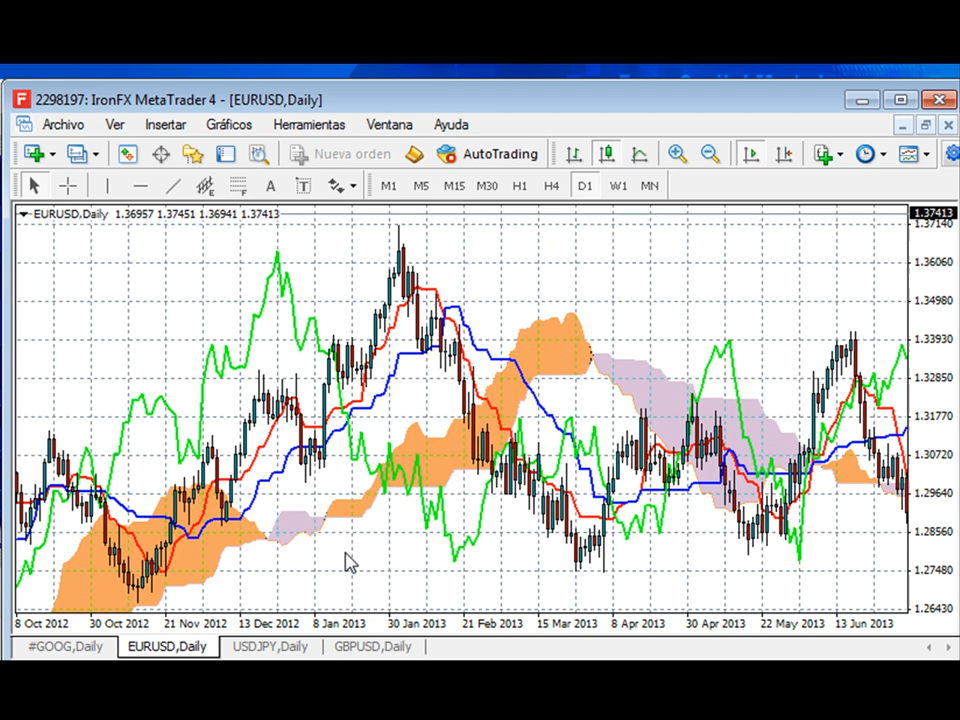 2298197: IronFX MetaTrader 4 - [EURUSD,Daily]
Archivo Ver Insertar Gráficos Herramientas Ventana Ayuda
Nueva orden AutoTrading
A T M1 M5 M15 M30 H1 H4 D1 W1 MN
EURUSD,Daily 1.36957 1.37451 1.36941 1.37413
1.37413
1.37140
1.36060
1.34980
1.33930
1.32850
1.31770
1.30720
1.29640
1.28560
1.27480
1.26430
8 Oct 2012 30 Oct 2012 21 Nov 2012 13 Dec 2012 8 Jan 2013 30 Jan 2013 21 Feb 2013 15 Mar 2013 8 Apr 2013 30 Apr 2013 22 May 2013 13 Jun 2013
#GOOG,Daily EURUSD,Daily USDJPY,Daily GBPUSD,Daily